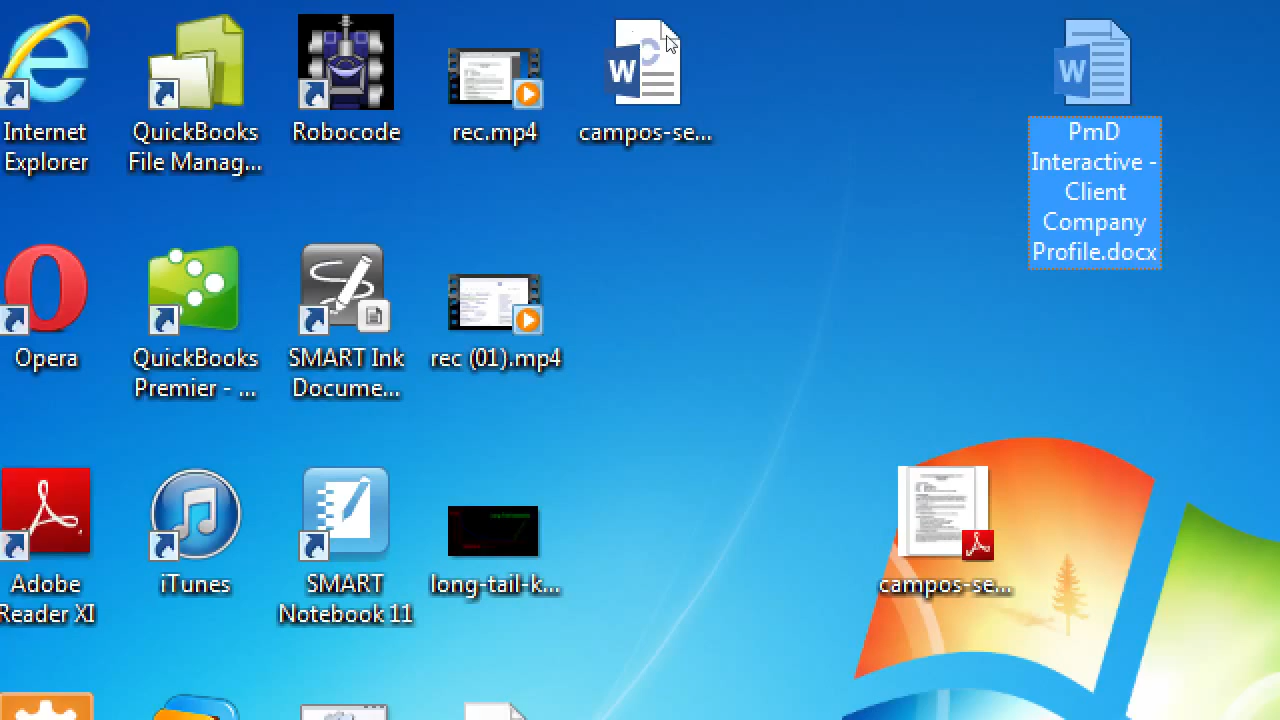 Internet
Explorer
QuickBooks
File Manag...
Robocode
rec.mp4
campos-se...
PmD
Interactive -
Client
Company
Profile.docx
Opera
QuickBooks
Premier - ...
SMART Ink
Docume...
rec (01).mp4
Adobe
Reader XI
iTunes
SMART
Notebook 11
long-tail-k...
campos-se...